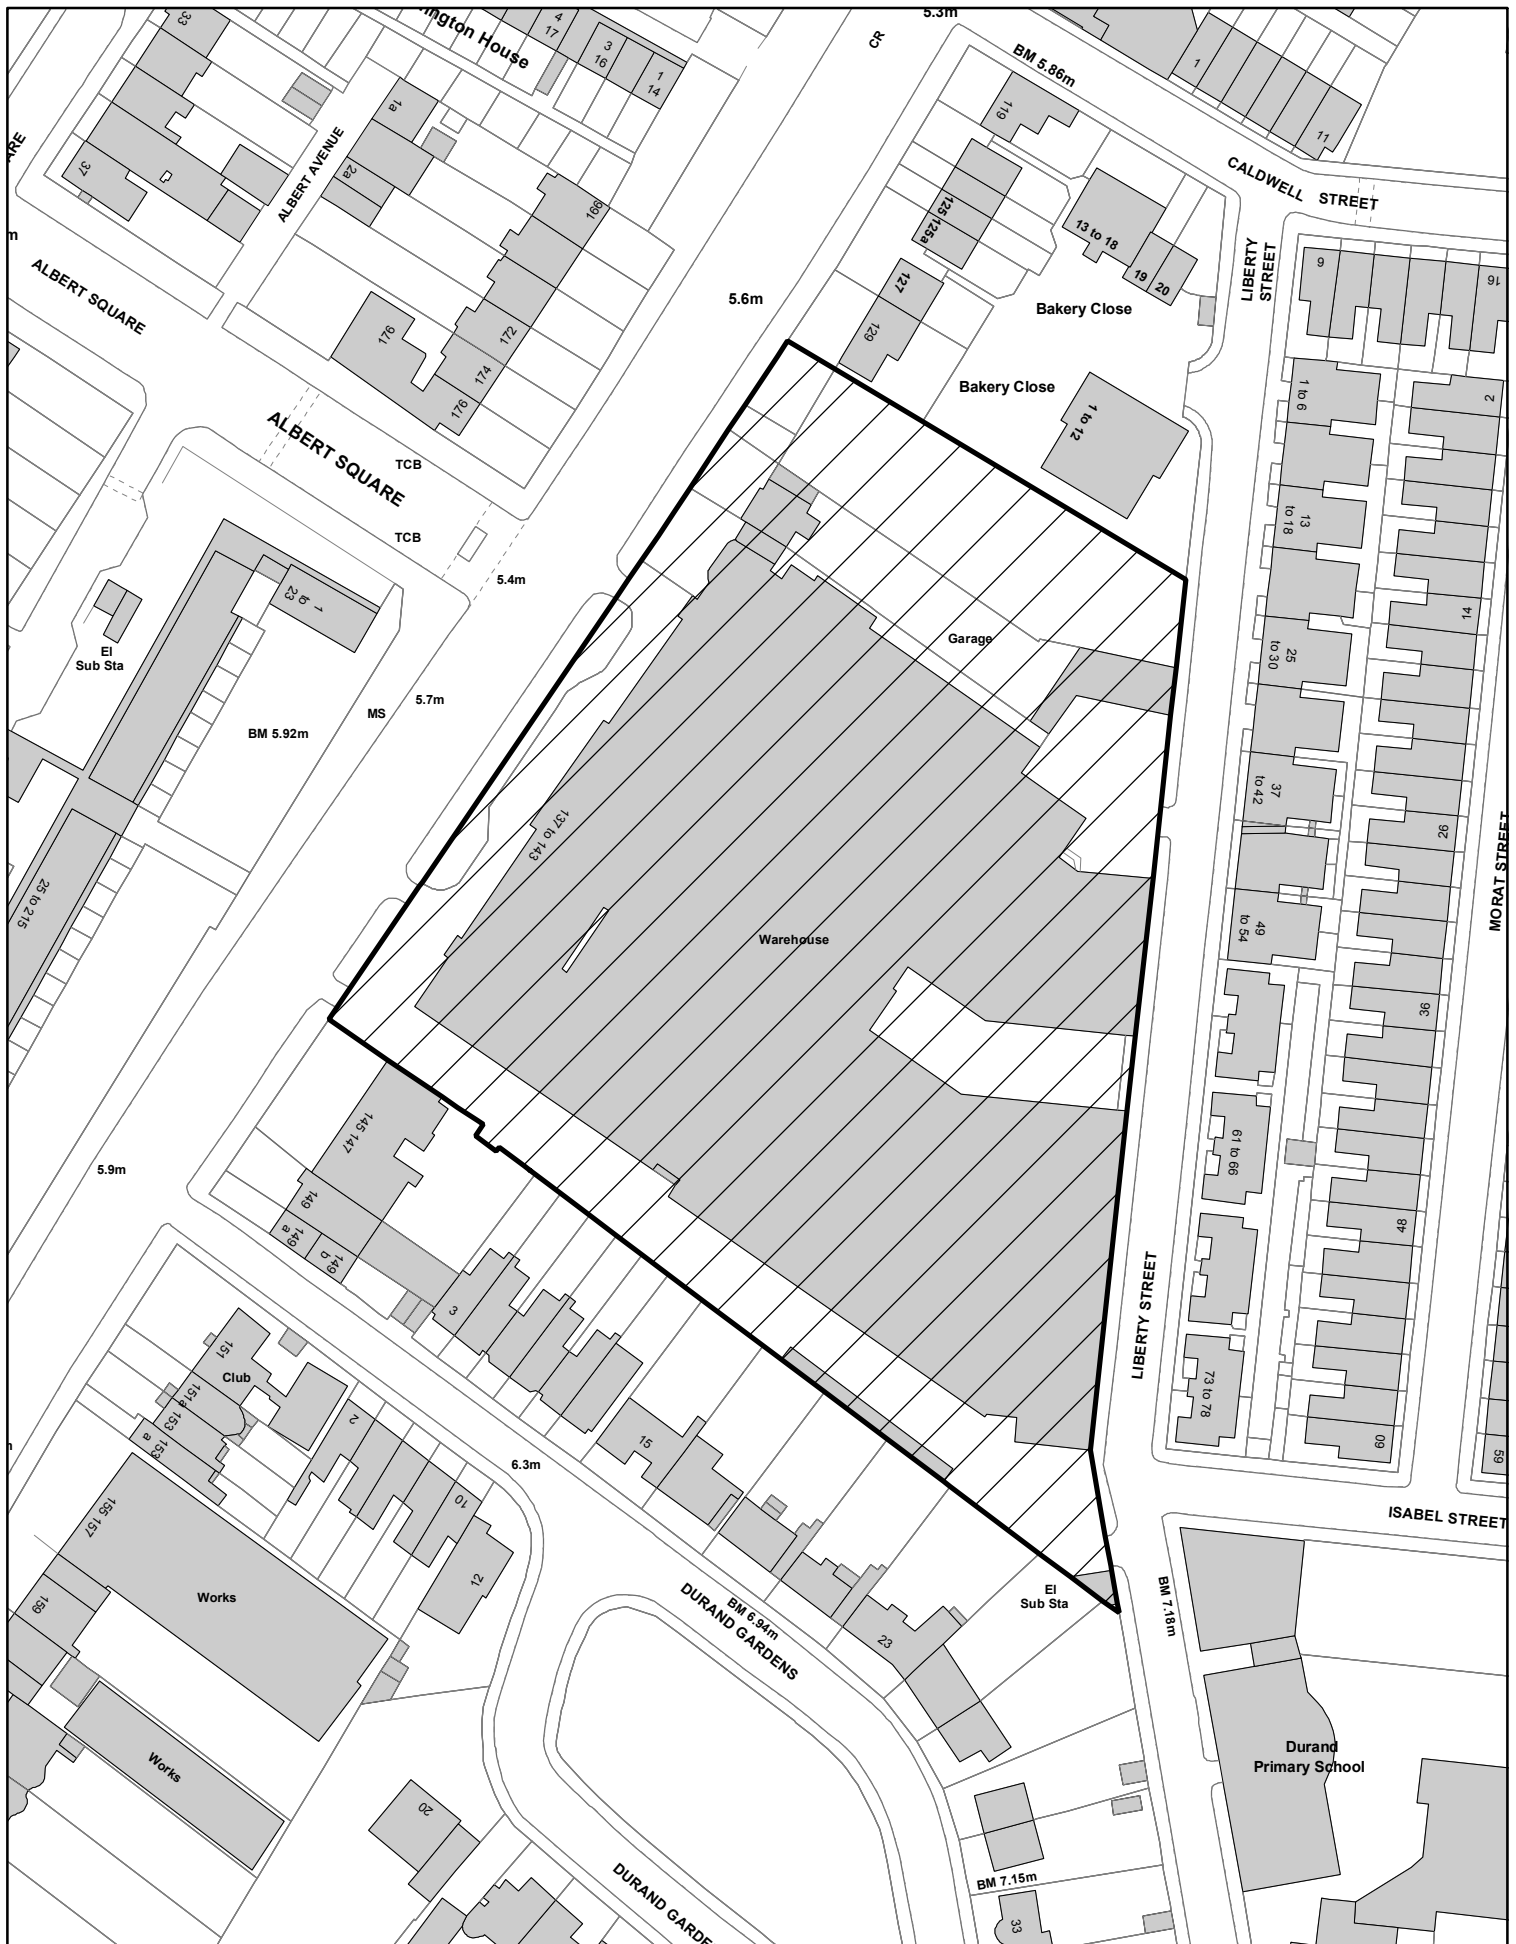 33
ington House
4
17
3
16
1
14
5.3m
CR
BM 5.86m
1
11
1a
2a
ALBERT AVENUE
37
ARE
m
ALBERT SQUARE
166
176
172
174
176
119
125
125a
127
129
13 to 18
19
20
CALDWELL STREET
LIBERTY
STREET
9
16
5.6m
Bakery Close
Bakery Close
1 to 12
1
to 6
2
ALBERT SQUARE
TCB
TCB
5.4m
13
to 18
14
1
to
23
El
Sub Sta
5.7m
MS
BM 5.92m
Garage
25
to 30
37
to 42
26
137 to 143
MORAT STREET
25 to 215
Warehouse
49
to 54
36
145 147
149
149
a
149
b
5.9m
61 to 66
48
3
LIBERTY STREET
151
Club
151a
153
153
a
2
10
12
15
6.3m
73 to 78
60
59
ISABEL STREET
155 157
159
Works
Works
El
Sub Sta
BM 7.18m
BM 6.94m
DURAND GARDENS
23
Durand
Primary School
20
DURAND GARDE
BM 7.15m
33